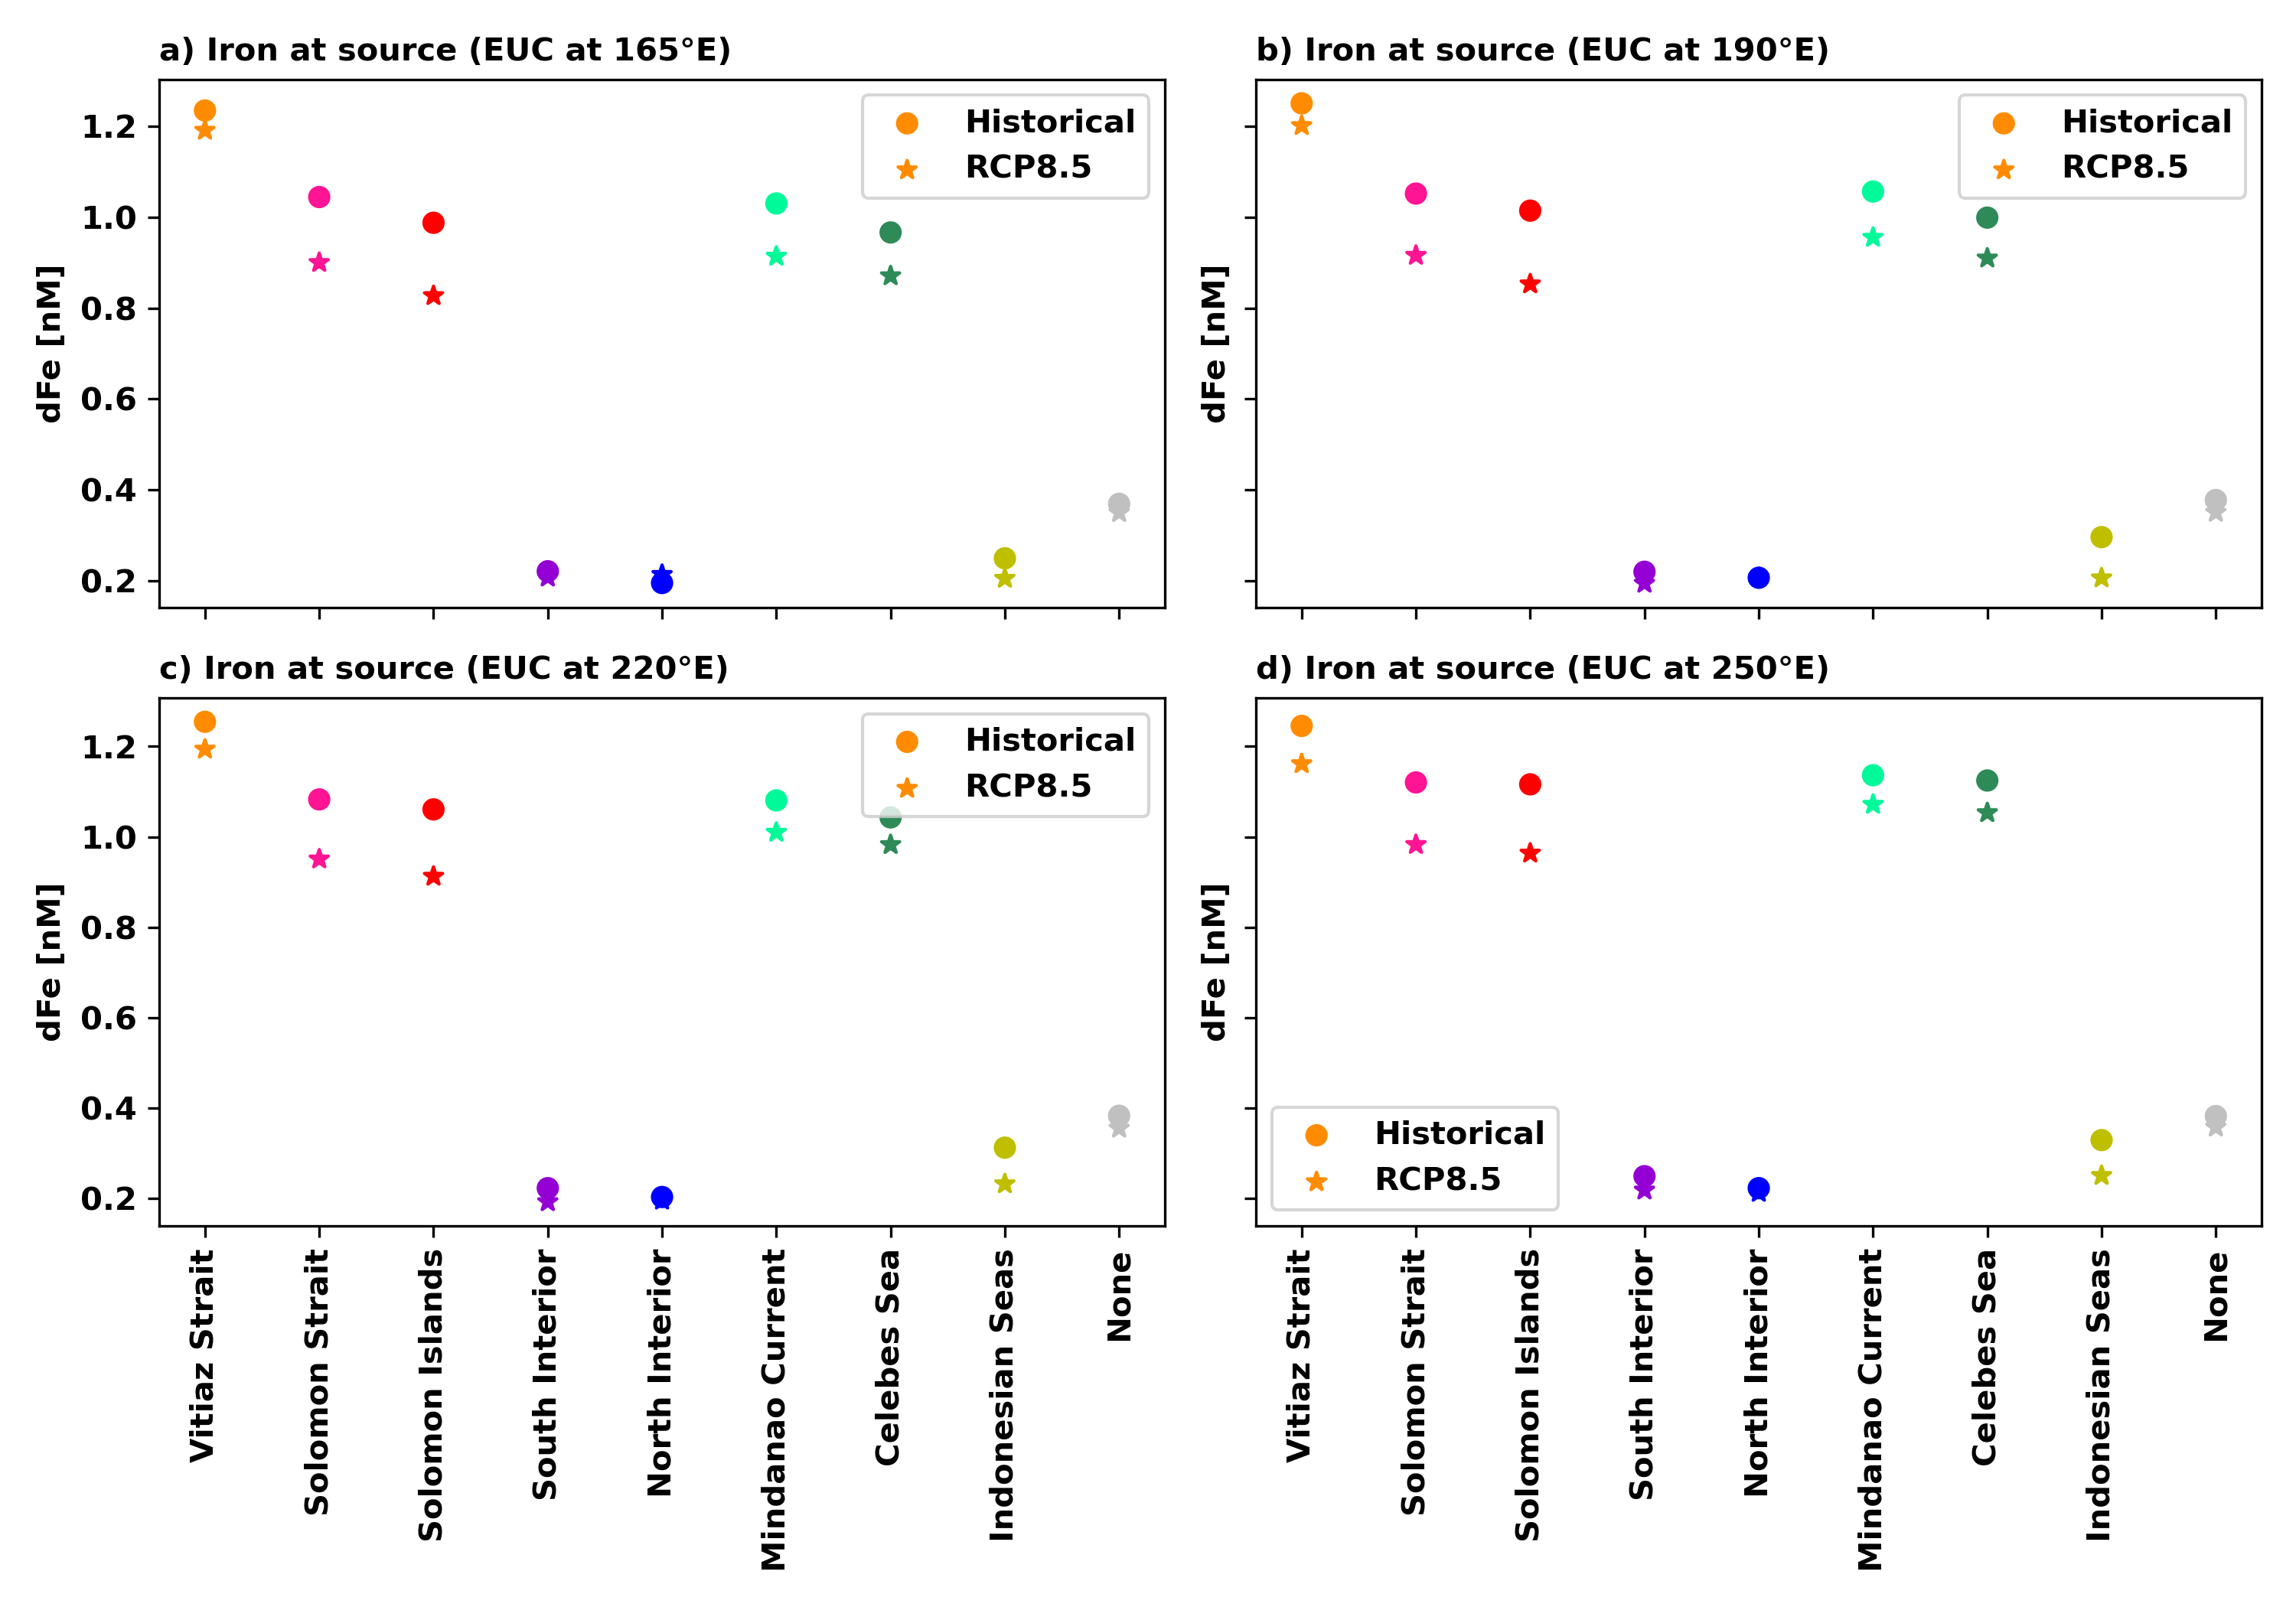 a) Iron at source (EUC at 165°E)
dFe [nM]
1.2
1.0
0.8
0.6
0.4
0.2
Historical
RCP8.5
b) Iron at source (EUC at 190°E)
dFe [nM]
Historical
RCP8.5
c) Iron at source (EUC at 220°E)
dFe [nM]
1.2
1.0
0.8
0.6
0.4
0.2
Historical
RCP8.5
Vitiaz Strait
Solomon Strait
Solomon Islands
South Interior
North Interior
Mindanao Current
Celebes Sea
Indonesian Seas
None
d) Iron at source (EUC at 250°E)
dFe [nM]
Historical
RCP8.5
Vitiaz Strait
Solomon Strait
Solomon Islands
South Interior
North Interior
Mindanao Current
Celebes Sea
Indonesian Seas
None